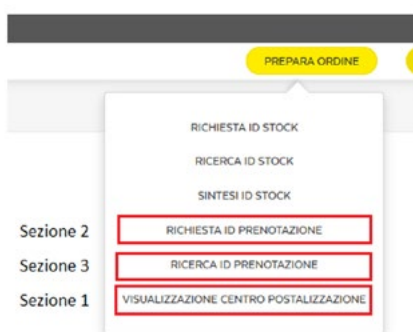 PREPARA ORDINE
RICHIESTA ID STOCK
RICERCA ID STOCK
SINTESI ID STOCK
Sezione 2 RICHIESTA ID PRENOTAZIONE
Sezione 3 RICERCA ID PRENOTAZIONE
Sezione 1 VISUALIZZAZIONE CENTRO POSTALIZZAZIONE